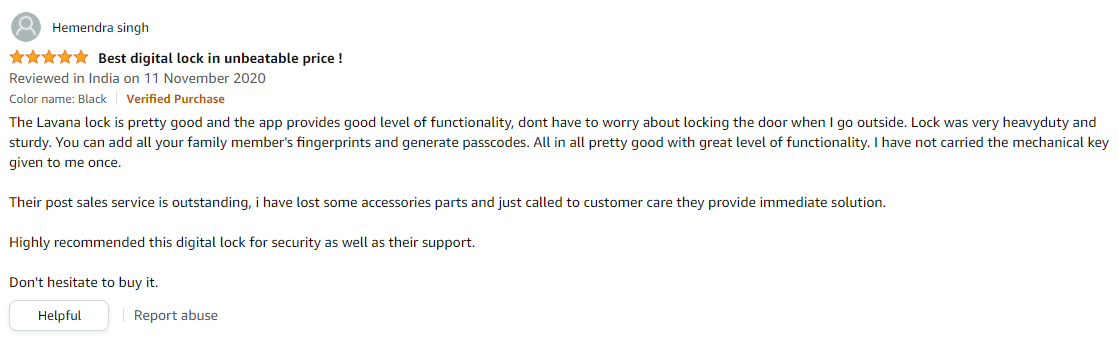 Hemendra singh
Best digital lock in unbeatable price !
Reviewed in India on 11 November 2020
Color name: Black Verified Purchase
The Lavana lock is pretty good and the app provides good level of functionality, dont have to worry about locking the door when I go outside. Lock was very heavyduty and
sturdy. You can add all your family member's fingerprints and generate passcodes. All in all pretty good with great level of functionality. I have not carried the mechanical key
given to me once.
Their post sales service is outstanding, i have lost some accessories parts and just called to customer care they provide immediate solution.
Highly recommended this digital lock for security as well as their support.
Don't hesitate to buy it.
Helpful Report abuse